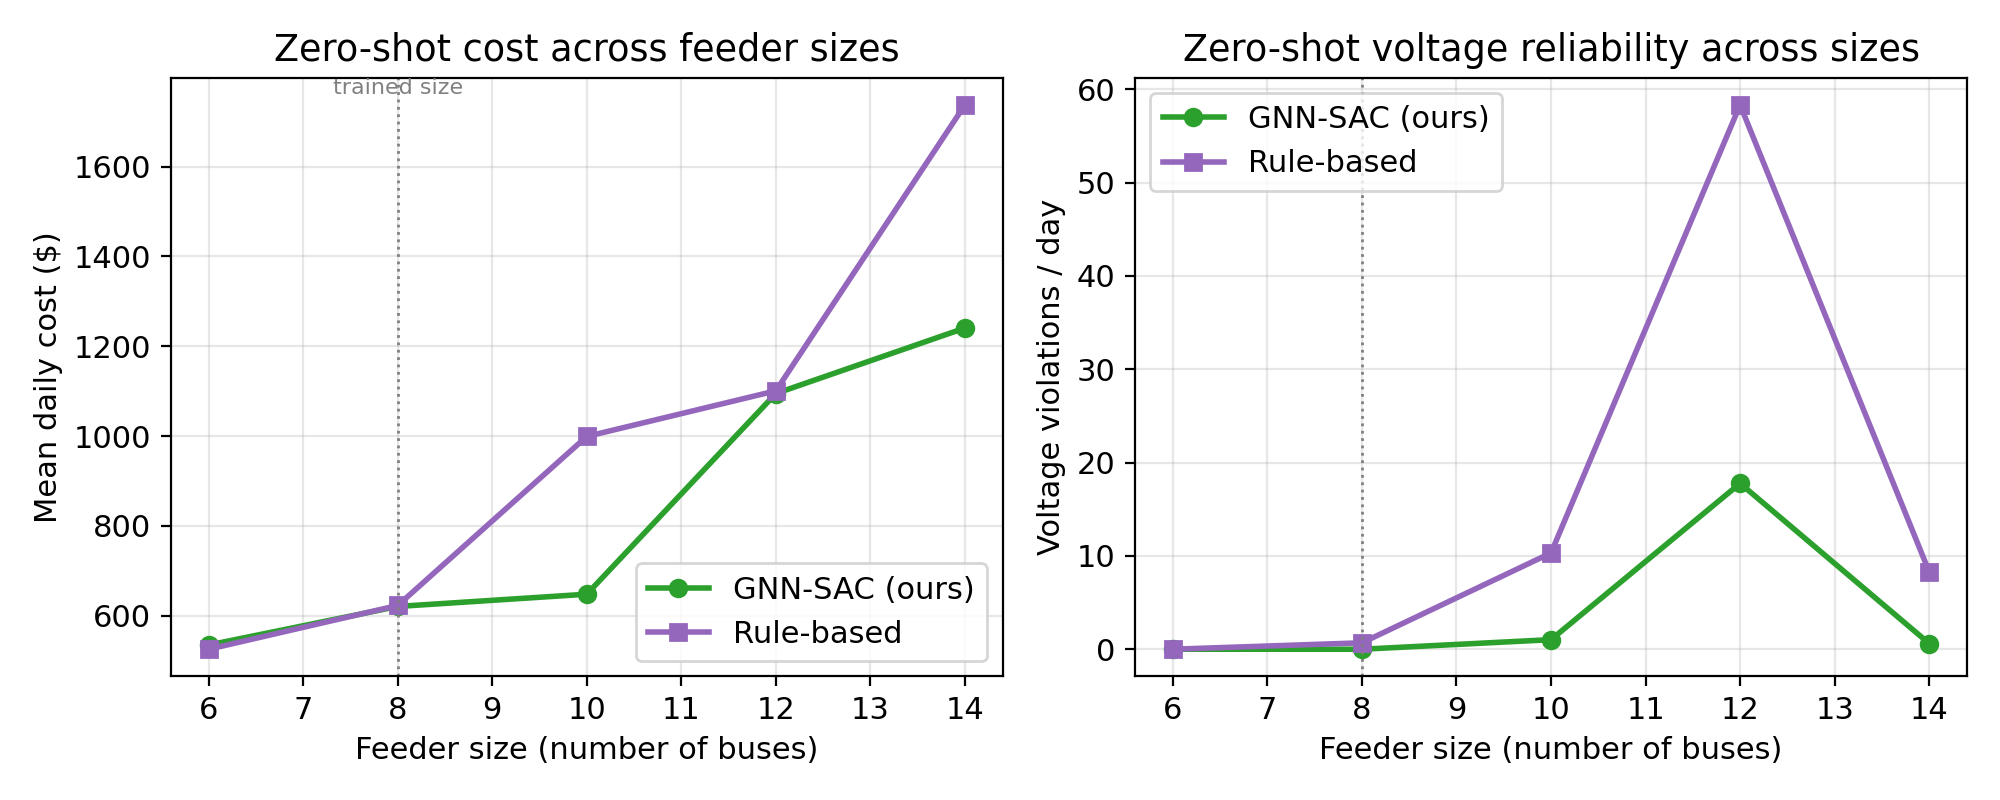 Zero-shot cost across feeder sizes
trained size
Mean daily cost ($)
1600
1400
1200
1000
800
600
GNN-SAC (ours)
Rule-based
6 7 8 9 10 11 12 13 14
Feeder size (number of buses)
Zero-shot voltage reliability across sizes
Voltage violations / day
60
50
40
30
20
10
0
GNN-SAC (ours)
Rule-based
6 7 8 9 10 11 12 13 14
Feeder size (number of buses)